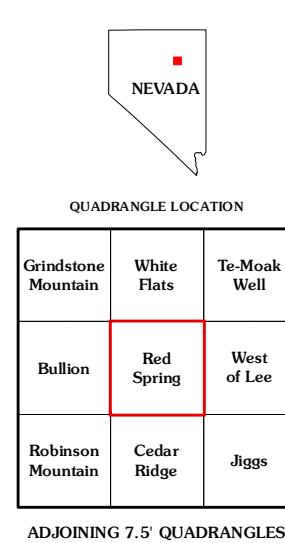 NEVADA
QUADRANGLE LOCATION
Grindstone
Mountain
White
Flats
Te-Moak
Well
Bullion
Red
Spring
West
of Lee
Robinson
Mountain
Cedar
Ridge
Jiggs
ADJOINING 7.5' QUADRANGLES